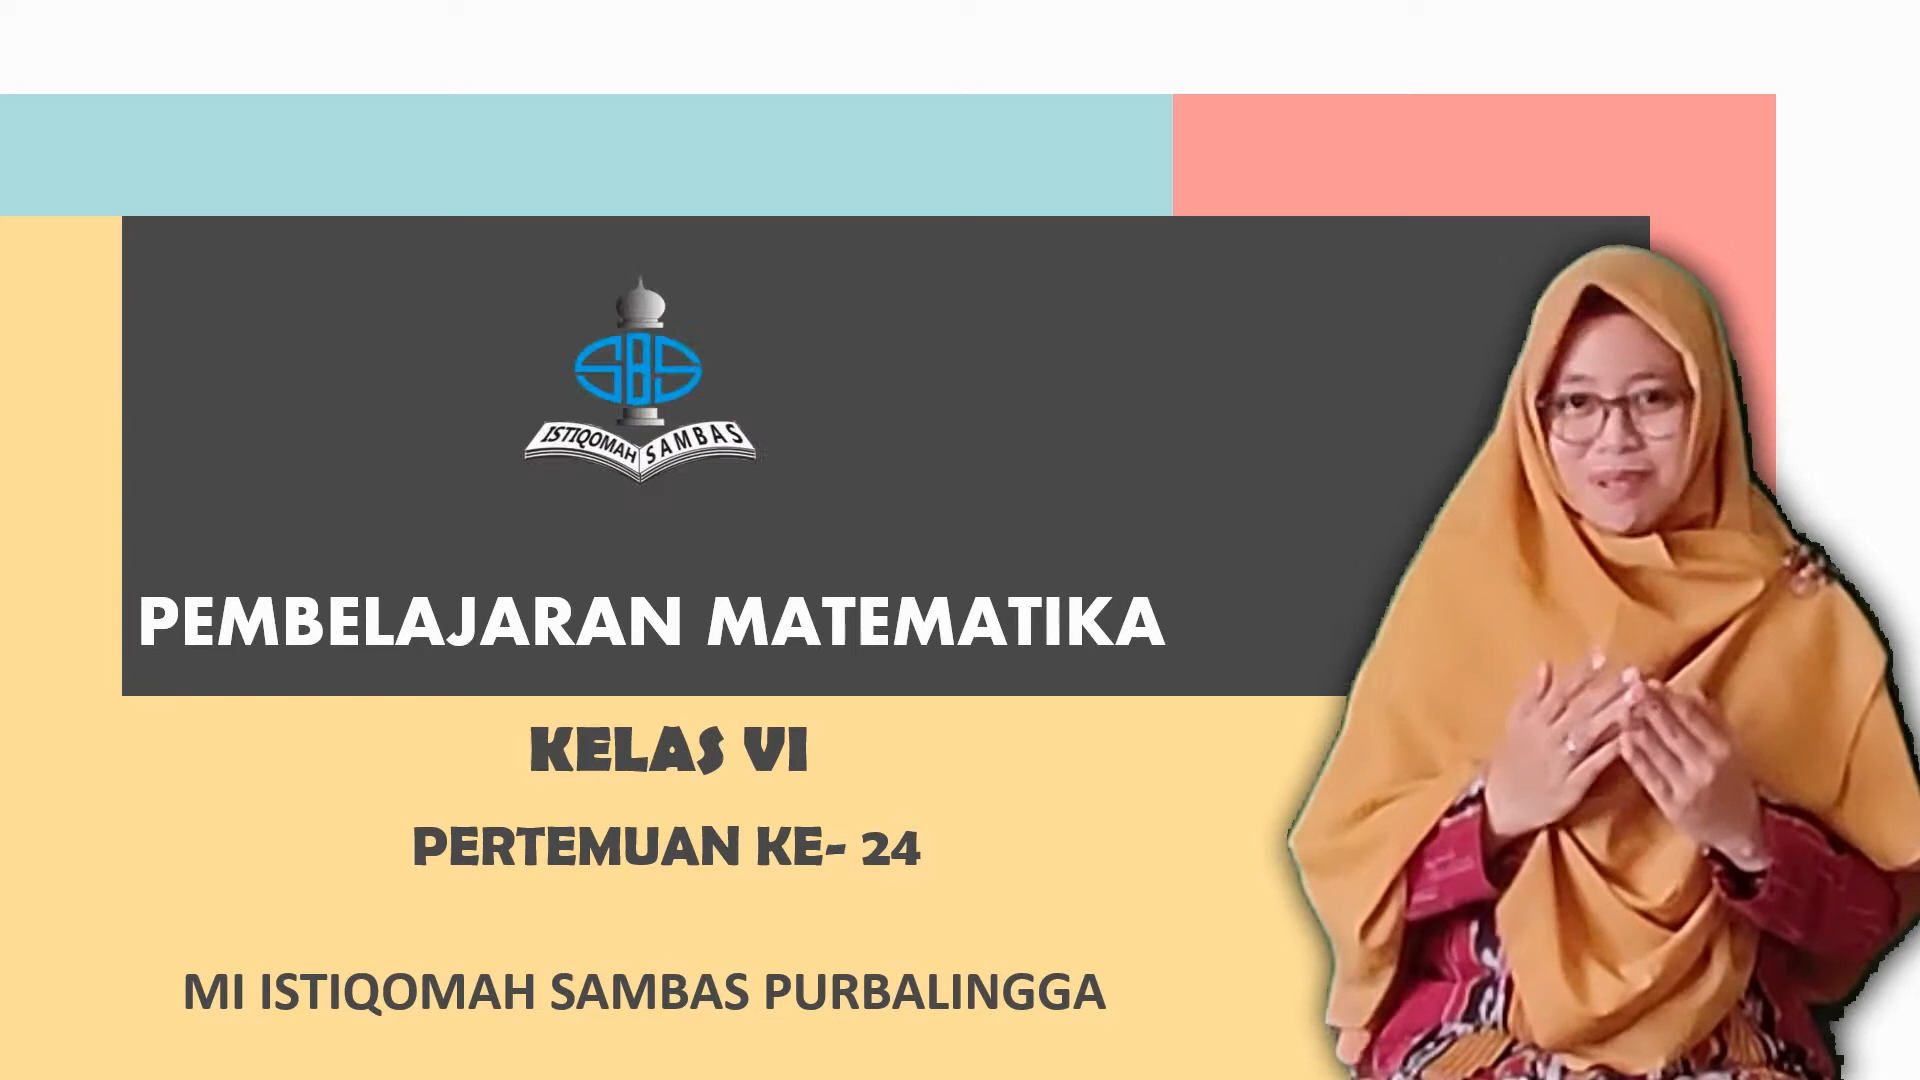 SBS
ISTIQOMAH SAMBAS
PEMBELAJARAN MATEMATIKA
KELAS VI
PERTEMUAN KE- 24
MI ISTIQOMAH SAMBAS PURBALINGGA